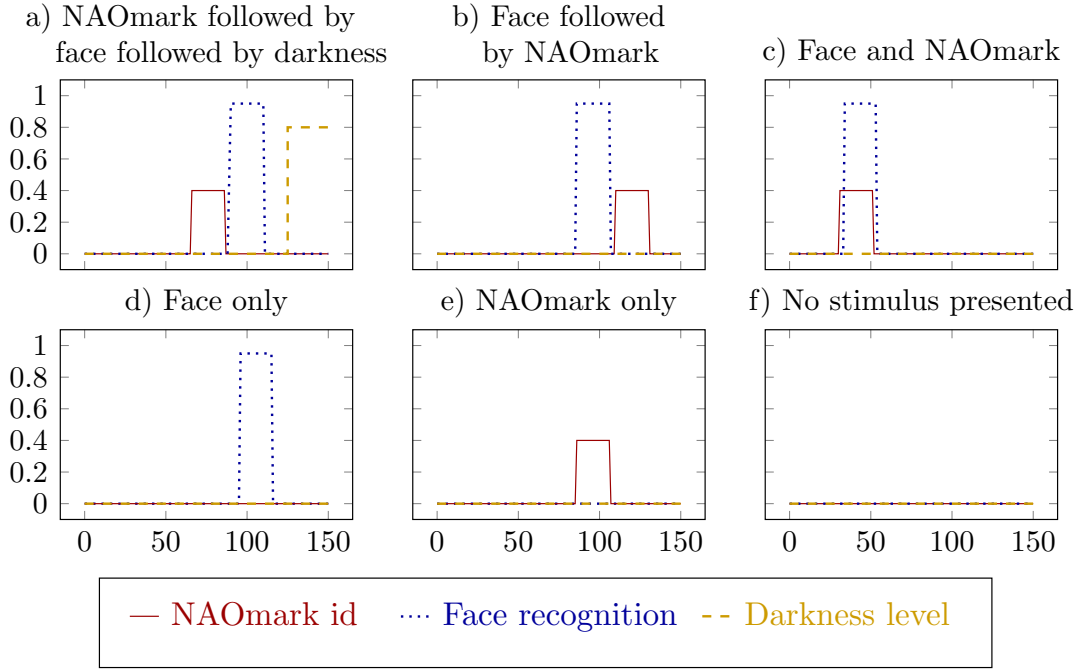 a) NAOmark followed by
face followed by darkness
b) Face followed
by NAOmark
c) Face and NAOmark
1
0.8
0.6
0.4
0.2
0
d) Face only
e) NAOmark only
f) No stimulus presented
1
0.8
0.6
0.4
0.2
0
0 50 100 150
0 50 100 150
0 50 100 150
NAOmark id Face recognition Darkness level